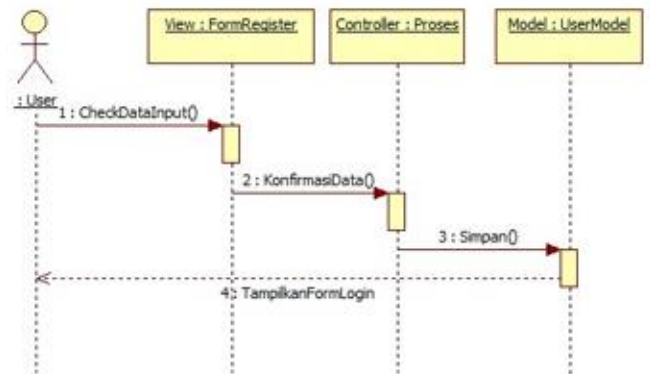 View : FormRegister
Controller : Proses
Model : UserModel
: User
1 : CheckDataInput()
2 : KonfirmasiData()
3 : Simpan()
4 : TampilkanFormLogin